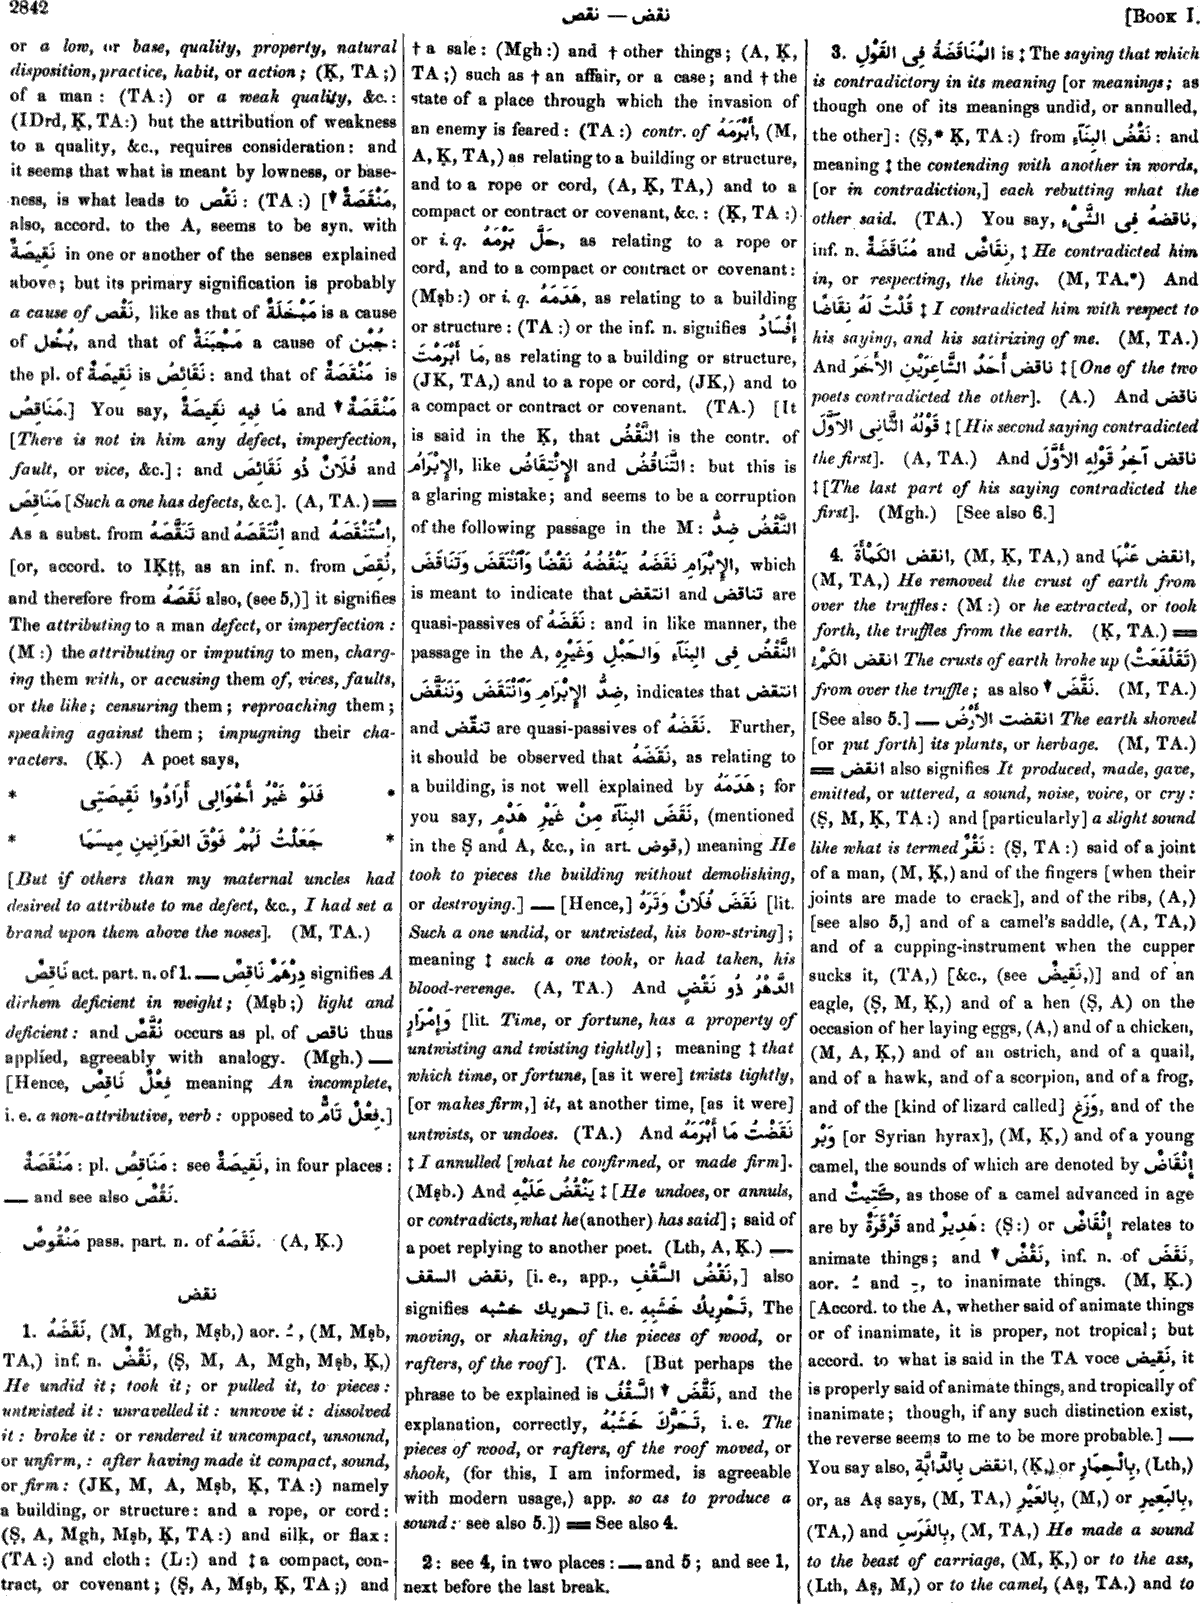 2842
نقص — نقض
[Book I.
or a low, or base, quality, property, natural
disposition, practice, habit, or action; (Ḳ, TA;)
of a man: (TA:) or a weak quality, &c.:
(IDrd, Ḳ, TA:) but the attribution of weakness
to a quality, &c., requires consideration: and
it seems that what is meant by lowness, or base-
ness, is what leads to نَقْص: (TA:) [▼ مَنْقَصَةٌ,
also, accord. to the A, seems to be syn. with
نَقِيصَةٌ in one or another of the senses explained
above; but its primary signification is probably
a cause of نَقْص, like as that of مَبْخَلَةٌ is a cause
of بُخْل, and that of مَجْبَنَةٌ a cause of جُبْن:
the pl. of نَقِيصَةٌ is نَقَائِصُ: and that of مَنْقَصَةٌ is
مَنَاقِصُ.] You say, مَا فِيهِ نَقِيصَةٌ and ▼ مَنْقَصَةٌ
[There is not in him any defect, imperfection,
fault, or vice, &c.]: and فُلَانٌ ذُو نَقَائِصَ and
مَنَاقِصَ [Such a one has defects, &c.]. (A, TA.) ═
As a subst. from تَنَقَّصَهُ and انْتَقَصَهُ and اسْتَنْقَصَهُ,
[or, accord. to IḲṭṭ, as an inf. n. from نُقِصَ,
and therefore from نَقَصَهُ also, (see 5,)] it signifies
The attributing to a man defect, or imperfection:
(M:) the attributing or imputing to men, charg-
ing them with, or accusing them of, vices, faults,
or the like; censuring them; reproaching them;
speaking against them; impugning their cha-
racters. (Ḳ.) A poet says,
* فَلَوْ غَيْرُ أَخْوَالِى أَرَادُوا نَقِيصَتِى *
* جَعَلْتُ لَهُمْ فَوْقَ العَرَانِينِ مِيسَمَا *
[But if others than my maternal uncles had
desired to attribute to me defect, &c., I had set a
brand upon them above the noses]. (M, TA.)
نَاقِصٌ act. part. n. of 1. — دِرْهَمٌ نَاقِصٌ signifies A
dirhem deficient in weight; (Mṣb;) light and
deficient: and نُقَّصٌ occurs as pl. of ناقص thus
applied, agreeably with analogy. (Mgh.) —
[Hence, فِعْلٌ نَاقِصٌ meaning An incomplete,
i. e. a non-attributive, verb: opposed to فِعْلٌ تَامٌّ.]
مَنْقَصَةٌ: pl. مَنَاقِصُ: see نَقِيصَةٌ, in four places:
— and see also نَقْصٌ.
مَنْقُوصٌ pass. part. n. of نَقَصَهُ. (A, Ḳ.)
نقض
1. نَقَضَهُ, (M, Mgh, Mṣb,) aor. ـُ, (M, Mṣb,
TA,) inf. n. نَقْضٌ, (Ṣ, M, A, Mgh, Mṣb, Ḳ,)
He undid it; took it; or pulled it, to pieces:
untwisted it: unravelled it: unwove it: dissolved
it: broke it: or rendered it uncompact, unsound,
or unfirm,: after having made it compact, sound,
or firm: (JK, M, A, Mṣb, Ḳ, TA:) namely
a building, or structure: and a rope, or cord:
(Ṣ, A, Mgh, Mṣb, Ḳ, TA:) and silk, or flax:
(TA:) and cloth: (L:) and ‡ a compact, con-
tract, or covenant; (Ṣ, A, Mṣb, Ḳ, TA;) and
† a sale: (Mgh:) and † other things; (A, Ḳ,
TA;) such as † an affair, or a case; and † the
state of a place through which the invasion of
an enemy is feared: (TA:) contr. of أَبْرَمَهُ, (M,
A, Ḳ, TA,) as relating to a building or structure,
and to a rope or cord, (A, Ḳ, TA,) and to a
compact or contract or covenant, &c.: (Ḳ, TA:)
or i. q. حَلَّ بَرْمَهُ, as relating to a rope or
cord, and to a compact or contract or covenant:
(Mṣb:) or i. q. هَدَمَهُ, as relating to a building
or structure: (TA:) or the inf. n. signifies إِفْسَادُ
مَا أَبْرَمْتَ, as relating to a building or structure,
(JK, TA,) and to a rope or cord, (JK,) and to
a compact or contract or covenant. (TA.) [It
is said in the Ḳ, that النَّقْضُ is the contr. of
الإِبْرَامُ, like الاِنْتِقَاضُ and التَّنَاقُضُ: but this is
a glaring mistake; and seems to be a corruption
of the following passage in the M: النَّقْضُ ضِدُّ
الإِبْرَامِ نَقَضَهُ يَنْقُضُهُ نَقْضًا وَٱنْتَقَضَ وَتَنَاقَضَ, which
is meant to indicate that انتقض and تناقض are
quasi-passives of نَقَضَهُ: and in like manner, the
passage in the A, النَّقْضُ فِى البِنَآءِ وَالحَبْلِ وَغَيْرِهِ
ضِدُّ الإِبْرَامِ وَٱنْتَقَضَ وَتَنَقَّضَ, indicates that انتقض
and تنقّض are quasi-passives of نَقَضَهُ. Further,
it should be observed that نَقَضَهُ, as relating to
a building, is not well explained by هَدَمَهُ; for
you say, نَقَضَ البِنَآءَ مِنْ غَيْرِ هَدْمٍ, (mentioned
in the Ṣ and A, &c., in art. قوض,) meaning He
took to pieces the building without demolishing,
or destroying.] — [Hence,] نَقَضَ فُلَانٌ وَتَرَهُ [lit.
Such a one undid, or untwisted, his bow-string];
meaning ‡ such a one took, or had taken, his
blood-revenge. (A, TA.) And الدَّهْرُ ذُو نَقْضٍ
وَإِمْرَارٍ [lit. Time, or fortune, has a property of
untwisting and twisting tightly]; meaning ‡ that
which time, or fortune, [as it were] twists tightly,
[or makes firm,] it, at another time, [as it were]
untwists, or undoes. (TA.) And نَقَضْتُ مَا أَبْرَمَهُ
‡ I annulled [what he confirmed, or made firm].
(Mṣb.) And يَنْقُضُ عَلَيْهِ ‡ [He undoes, or annuls,
or contradicts, what he (another) has said]; said of
a poet replying to another poet. (Lth, A, Ḳ.) —
نقض السقف, [i. e., app., نَقْضُ السَّقْفِ,] also
signifies تحريك خشبه [i. e. تَحْرِيكُ خَشَبِهِ, The
moving, or shaking, of the pieces of wood, or
rafters, of the roof]. (TA. [But perhaps the
phrase to be explained is نَقَّضَ ▼ السَّقْفُ, and the
explanation, correctly, تَحَرَّكَ خَشَبُهُ, i. e. The
pieces of wood, or rafters, of the roof moved, or
shook, (for this, I am informed, is agreeable
with modern usage,) app. so as to produce a
sound: see also 5.]) ═ See also 4.
2: see 4, in two places: — and 5; and see 1,
next before the last break.
3. المُنَاقَضَةُ فِى القَوْلِ is ‡ The saying that which
is contradictory in its meaning [or meanings; as
though one of its meanings undid, or annulled,
the other]: (Ṣ,* Ḳ, TA:) from نَقْضُ البِنَآءِ: and
meaning ‡ the contending with another in words,
[or in contradiction,] each rebutting what the
other said. (TA.) You say, ناقضهُ فِى الشَّىْءِ,
inf. n. مُنَاقَضَةٌ and نِقَاضٌ, ‡ He contradicted him
in, or respecting, the thing. (M, TA.*) And
قُلْتُ لَهُ نِقَاضًا ‡ I contradicted him with respect to
his saying, and his satirizing of me. (M, TA.)
And ناقض أَحَدُ الشَّاعِرَيْنِ الآخَرَ ‡ [One of the two
poets contradicted the other]. (A.) And ناقض
قَوْلُهُ الثَّانِى الأَوَّلَ ‡ [His second saying contradicted
the first]. (A, TA.) And ناقض آخِرُ قَوْلِهِ الأَوَّلَ
‡ [The last part of his saying contradicted the
first]. (Mgh.) [See also 6.]
4. انقض الكَمْأَةَ, (M, Ḳ, TA,) and انقض عَنْهَا,
(M, TA,) He removed the crust of earth from
over the truffles: (M:) or he extracted, or took
forth, the truffles from the earth. (Ḳ, TA.) ═
انقض الكَمْءُ The crusts of earth broke up (تَقَلْفَعَتْ)
from over the truffle; as also ▼ نَقَّضَ. (M, TA.)
[See also 5.] — انقضت الأَرْضُ The earth showed
[or put forth] its plants, or herbage. (M, TA.)
═ انقض also signifies It produced, made, gave,
emitted, or uttered, a sound, noise, voice, or cry:
(Ṣ, M, Ḳ, TA:) and [particularly] a slight sound
like what is termed نَقْرٌ: (Ṣ, TA:) said of a joint
of a man, (M, Ḳ,) and of the fingers [when their
joints are made to crack], and of the ribs, (A,)
[see also 5,] and of a camel's saddle, (A, TA,)
and of a cupping-instrument when the cupper
sucks it, (TA,) [&c., (see نَقِيضٌ,)] and of an
eagle, (Ṣ, M, Ḳ,) and of a hen (Ṣ, A) on the
occasion of her laying eggs, (A,) and of a chicken,
(M, A, Ḳ,) and of an ostrich, and of a quail,
and of a hawk, and of a scorpion, and of a frog,
and of the [kind of lizard called] وَزَغ, and of the
وَبْر [or Syrian hyrax], (M, Ḳ,) and of a young
camel, the sounds of which are denoted by إِنْقَاضٌ
and كَتِيتٌ, as those of a camel advanced in age
are by قَرْقَرَةٌ and هَدِيرٌ: (Ṣ:) or إِنْقَاضٌ relates to
animate things; and ▼ نَقْضٌ, inf. n. of نَقَضَ,
aor. ـُ and ـِ, to inanimate things. (M, Ḳ.)
[Accord. to the A, whether said of animate things
or of inanimate, it is proper, not tropical; but
accord. to what is said in the TA voce نَقِيض, it
is properly said of animate things, and tropically of
inanimate; though, if any such distinction exist,
the reverse seems to me to be more probable.] —
You say also, انقض بِالدَّابَّةِ, (Ḳ,) or بِالْحِمَارِ, (Lth,)
or, as Aṣ says, (M, TA,) بِالعَيْرِ, (M,) or بِالبَعِيرِ,
(TA,) and بِالفَرَسِ, (M, TA,) He made a sound
to the beast of carriage, (M, Ḳ,) or to the ass,
(Lth, Aṣ, M,) or to the camel, (Aṣ, TA,) and to